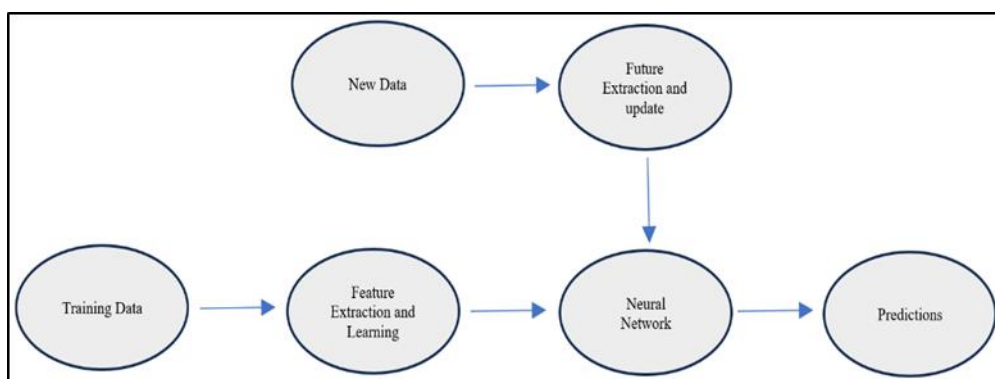 New Data
Future
Extraction and
update
Training Data
Feature
Extraction and
Learning
Neural
Network
Predictions